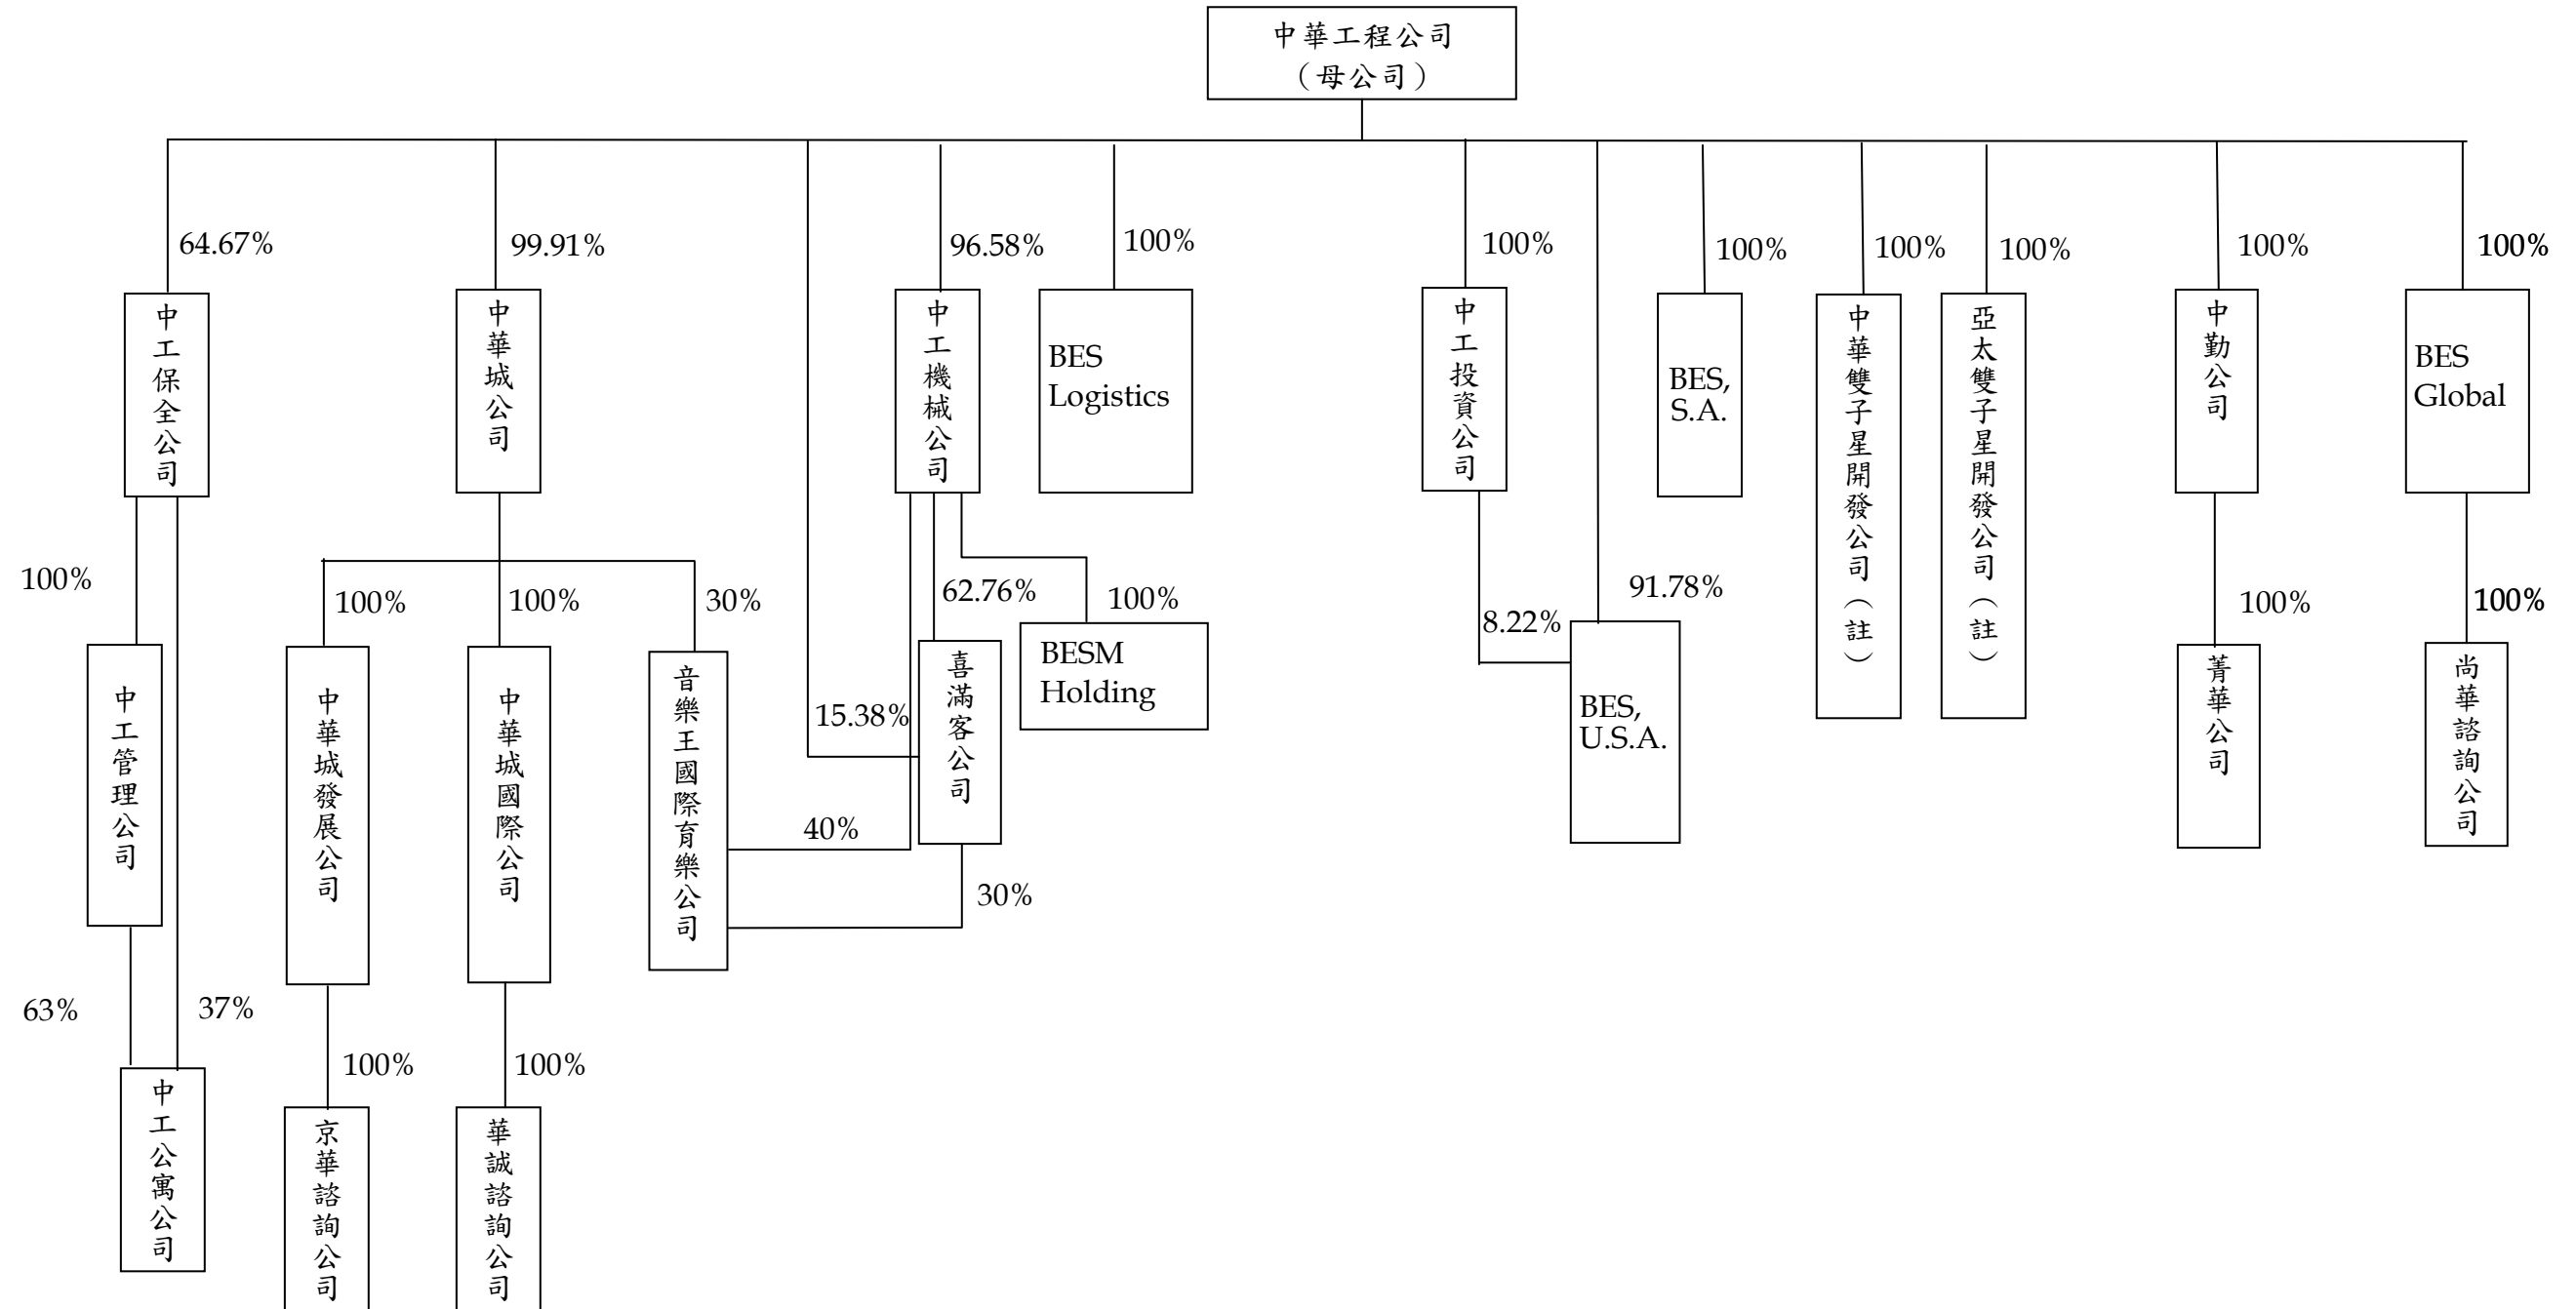 中華工程公司
（母公司）
64.67%
99.91%
96.58%
100%
100%
100%
100%
100%
100%
100%
中工保全公司
中華城公司
中工機械公司
BES
Logistics
中工投資公司
BES,
S.A.
中華雙子星開發公司（註）
亞太雙子星開發公司（註）
中勤公司
BES
Global
100%
100%
100%
30%
62.76%
100%
8.22%
91.78%
100%
100%
中工管理公司
中華城發展公司
中華城國際公司
音樂王國際育樂公司
15.38%
喜滿客公司
BESM
Holding
BES,
U.S.A.
菁華公司
尚華諮詢公司
40%
30%
63%
37%
100%
100%
中工公寓公司
京華諮詢公司
華誠諮詢公司